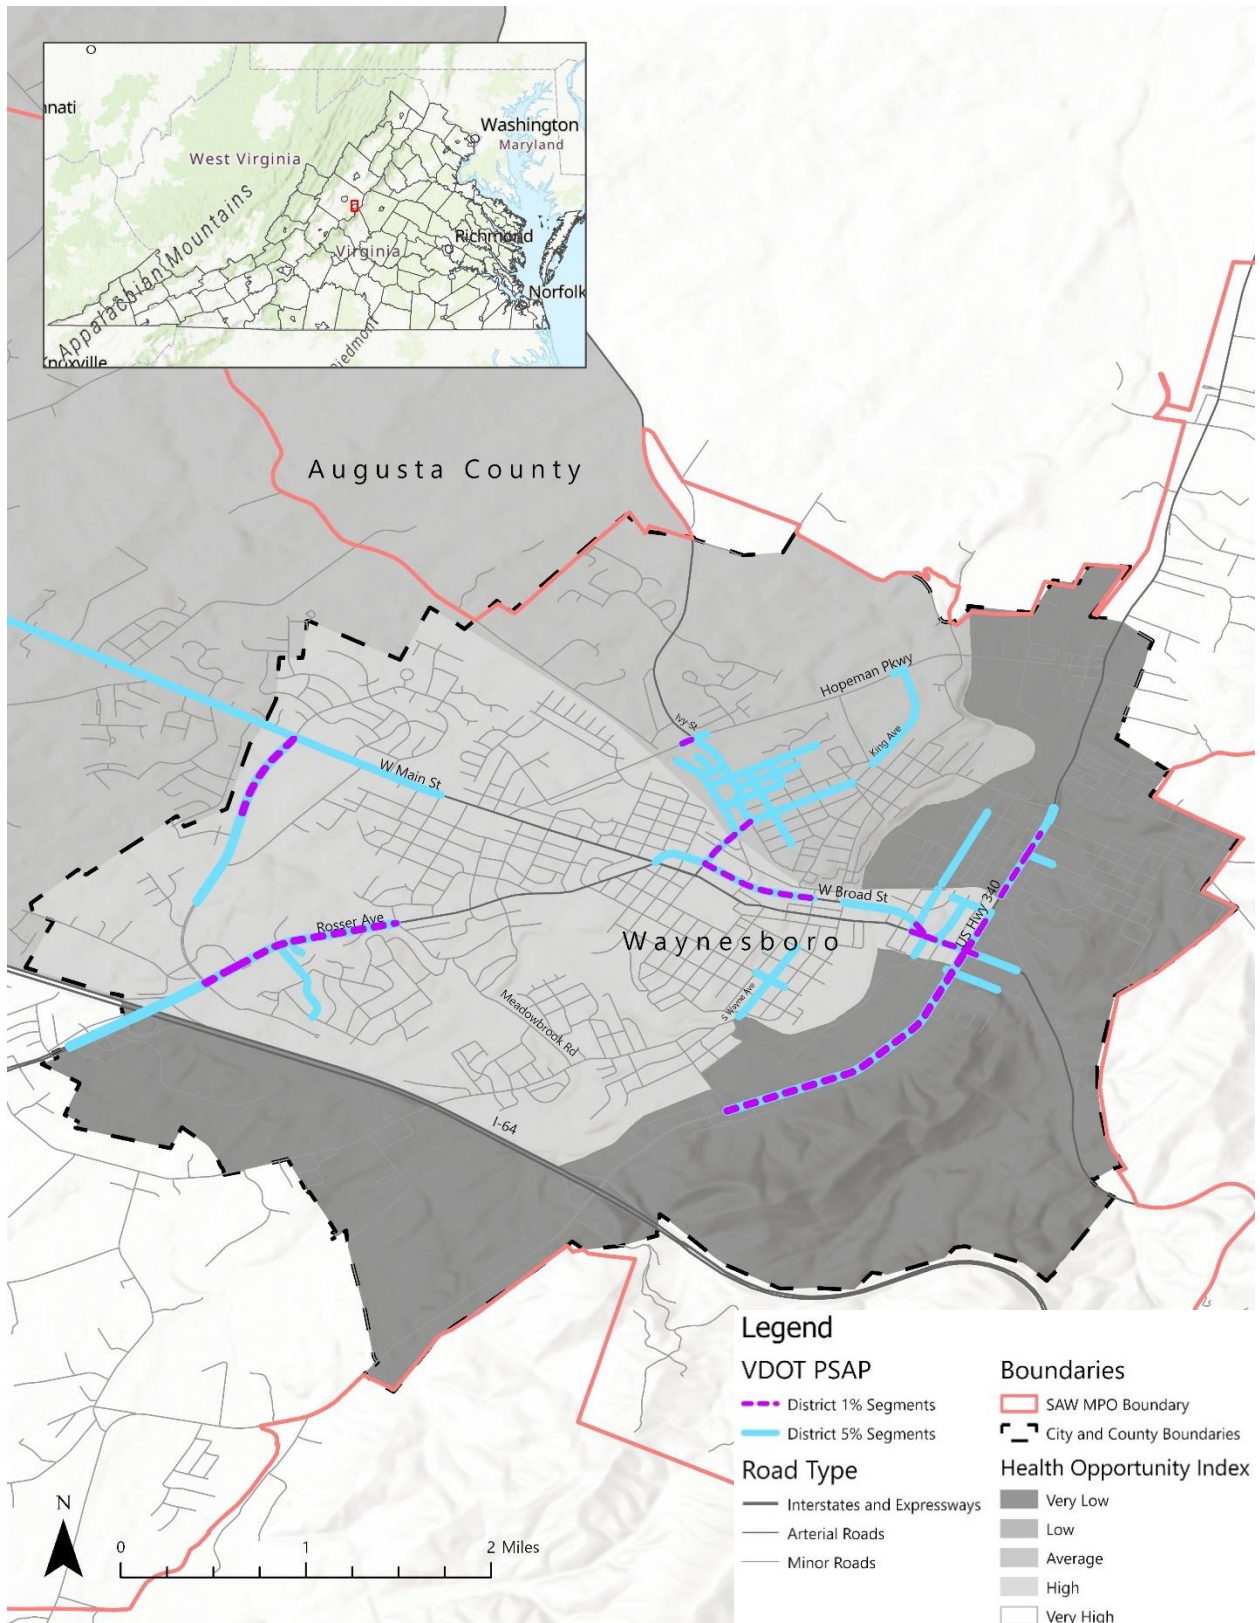 nnati
Washington
Maryland
West Virginia
Appalachian Mountains
Richmond
Virginia
Norfolk
Piedmont
Knoxville
Augusta County
Hopeman Pkwy
Ivy St
King Ave
W Main St
W Broad St
US Hwy 340
Rosser Ave
Waynesboro
S Wayne Ave
Meadowbrook Rd
I-64
Legend
VDOT PSAP
District 1% Segments
District 5% Segments
Road Type
Interstates and Expressways
Arterial Roads
Minor Roads
Boundaries
SAW MPO Boundary
City and County Boundaries
Health Opportunity Index
Very Low
Low
Average
High
Very High
N
0 1 2 Miles